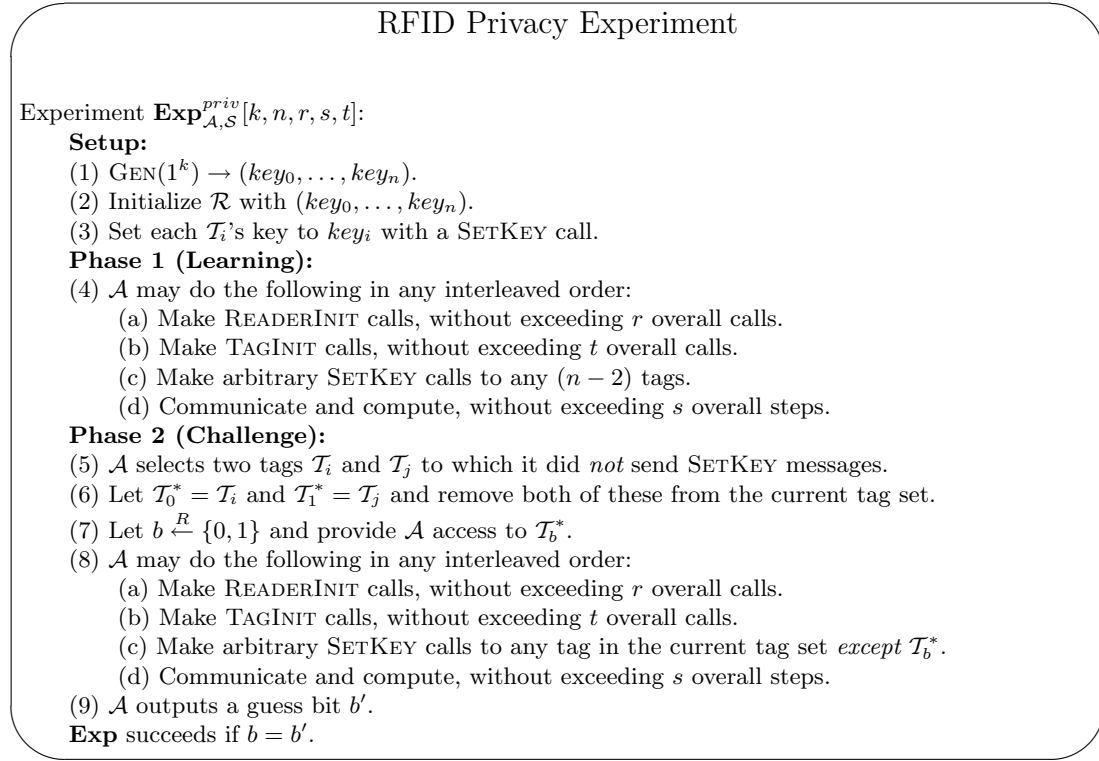 RFID Privacy Experiment
Experiment Exp^{priv}_{𝒜,𝒮}[k, n, r, s, t]:
Setup:
(1) GEN(1^k) → (key_0, . . . , key_n).
(2) Initialize ℛ with (key_0, . . . , key_n).
(3) Set each 𝒯_i's key to key_i with a SETKEY call.
Phase 1 (Learning):
(4) 𝒜 may do the following in any interleaved order:
(a) Make READERINIT calls, without exceeding r overall calls.
(b) Make TAGINIT calls, without exceeding t overall calls.
(c) Make arbitrary SETKEY calls to any (n − 2) tags.
(d) Communicate and compute, without exceeding s overall steps.
Phase 2 (Challenge):
(5) 𝒜 selects two tags 𝒯_i and 𝒯_j to which it did not send SETKEY messages.
(6) Let 𝒯_0^* = 𝒯_i and 𝒯_1^* = 𝒯_j and remove both of these from the current tag set.
(7) Let b ←^R {0, 1} and provide 𝒜 access to 𝒯_b^*.
(8) 𝒜 may do the following in any interleaved order:
(a) Make READERINIT calls, without exceeding r overall calls.
(b) Make TAGINIT calls, without exceeding t overall calls.
(c) Make arbitrary SETKEY calls to any tag in the current tag set except 𝒯_b^*.
(d) Communicate and compute, without exceeding s overall steps.
(9) 𝒜 outputs a guess bit b′.
Exp succeeds if b = b′.